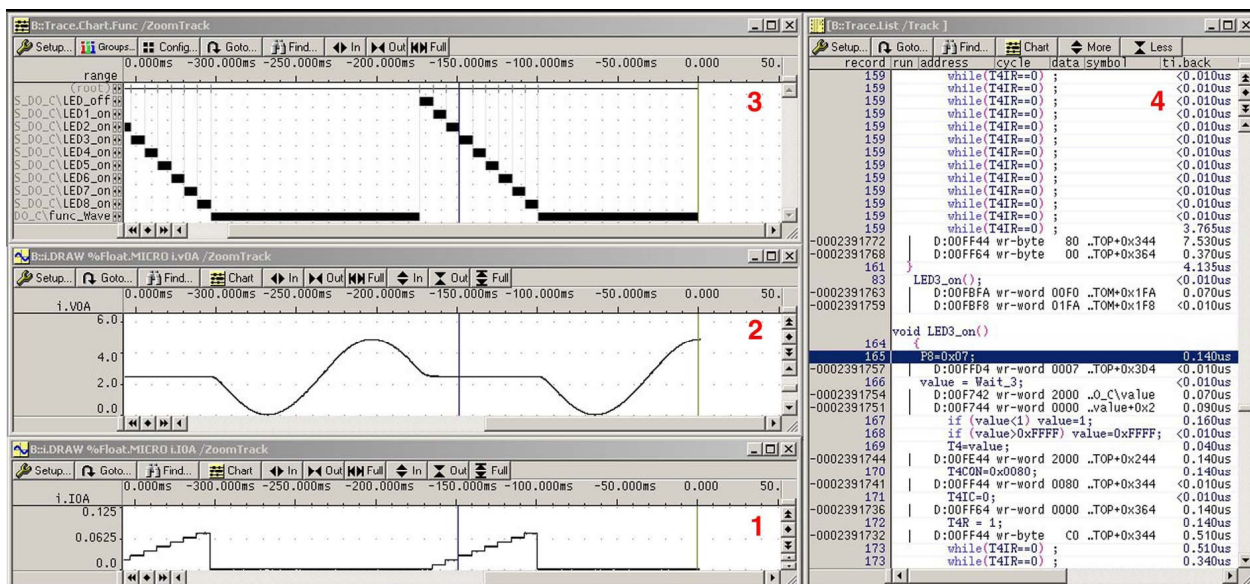 B::Trace.Chart.Func /ZoomTrack
Setup... Groups... Config... Goto... Find... In Out Full
0.000ms -300.000ms -250.000ms -200.000ms -150.000ms -100.000ms -50.000ms 0.000 50.
range
(root)
S_DO_C\LED_off
S_DO_C\LED1_on
S_DO_C\LED2_on
S_DO_C\LED3_on
S_DO_C\LED4_on
S_DO_C\LED5_on
S_DO_C\LED6_on
S_DO_C\LED7_on
S_DO_C\LED8_on
DO_C\func_Wave
3
B::i.DRAW %Float.MICRO i.v0A /ZoomTrack
Setup... Goto... Find... Chart In Out Full In Out Full
0.000ms -300.000ms -250.000ms -200.000ms -150.000ms -100.000ms -50.000ms 0.000 50.
i.V0A
6.0
4.0
2.0
0.0
2
B::i.DRAW %Float.MICRO i.I0A /ZoomTrack
Setup... Goto... Find... Chart In Out Full In Out Full
0.000ms -300.000ms -250.000ms -200.000ms -150.000ms -100.000ms -50.000ms 0.000 50.
i.I0A
0.125
0.0625
0.0
1
[B::Trace.List /Track ]
Setup... Goto... Find... Chart More Less
record run address cycle data symbol ti.back
159 while(T4IR==0) ; <0.010us
159 while(T4IR==0) ; <0.010us
159 while(T4IR==0) ; <0.010us
159 while(T4IR==0) ; <0.010us
159 while(T4IR==0) ; <0.010us
159 while(T4IR==0) ; <0.010us
159 while(T4IR==0) ; <0.010us
159 while(T4IR==0) ; <0.010us
159 while(T4IR==0) ; <0.010us
159 while(T4IR==0) ; <0.010us
159 while(T4IR==0) ; <0.010us
159 while(T4IR==0) ; <0.010us
159 while(T4IR==0) ; 3.765us
4
-0002391772 D:00FF44 wr-byte 80 ..TOP+0x344 7.530us
-0002391768 D:00FF64 wr-byte 00 ..TOP+0x364 0.370us
161 } 4.135us
83 LED3_on(); <0.010us
-0002391763 D:00FBFA wr-word 00F0 ..TOM+0x1FA 0.070us
-0002391759 D:00FBF8 wr-word 01FA ..TOM+0x1F8 <0.010us
void LED3_on()
164 {
165 P8=0x07; 0.140us
-0002391757 D:00FFD4 wr-word 0007 ..TOP+0x3D4 <0.010us
166 value = Wait_3; <0.010us
-0002391754 D:00F742 wr-word 2000 ..O_C\value 0.070us
-0002391751 D:00F744 wr-word 0000 ..value+0x2 0.090us
167 if (value<1) value=1; 0.160us
168 if (value>0xFFFF) value=0xFFFF; <0.010us
169 T4=value; 0.040us
-0002391744 D:00FE44 wr-word 2000 ..TOP+0x244 0.140us
170 T4CON=0x0080; 0.140us
-0002391741 D:00FF44 wr-word 0080 ..TOP+0x344 <0.010us
171 T4IC=0; <0.010us
-0002391736 D:00FF64 wr-word 0000 ..TOP+0x364 0.140us
172 T4R = 1; 0.140us
-0002391732 D:00FF44 wr-byte C0 ..TOP+0x344 0.510us
173 while(T4IR==0) ; 0.510us
173 while(T4IR==0) ; 0.340us